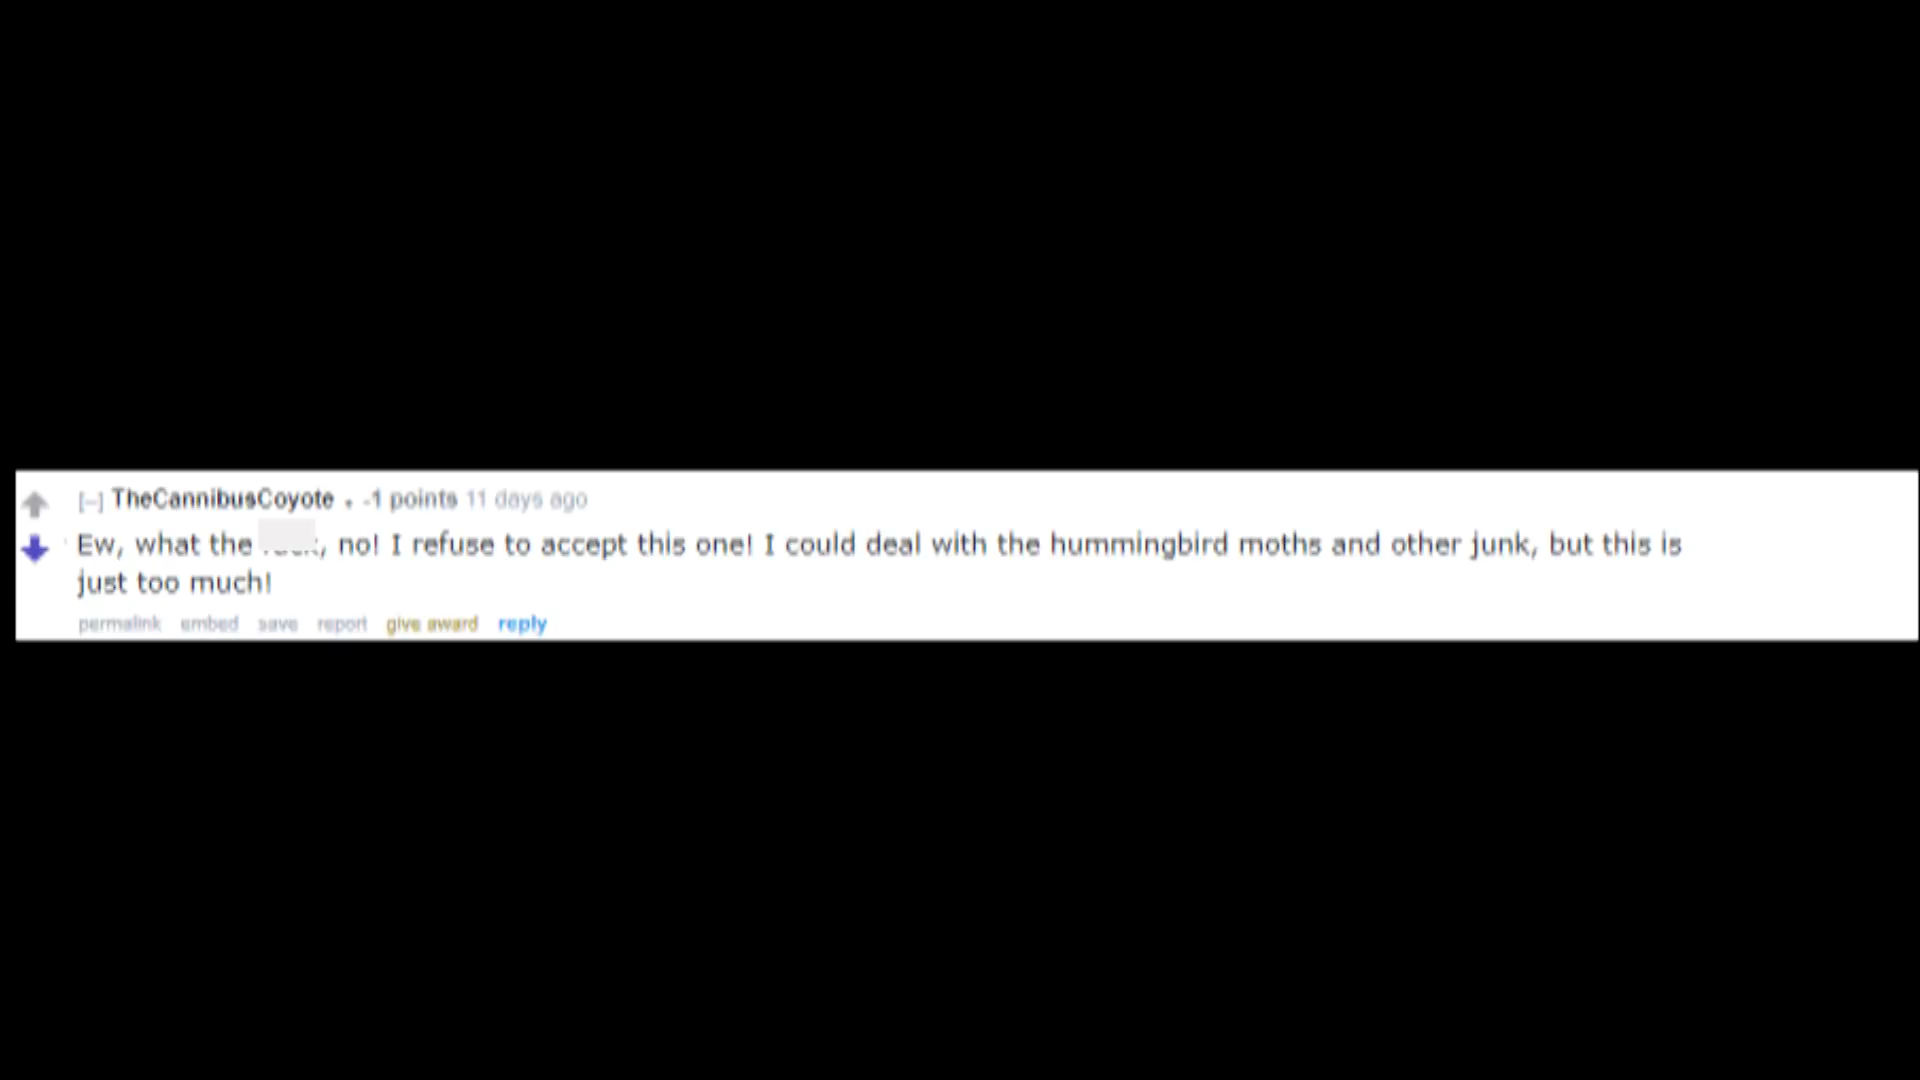 [–] TheCannibusCoyote • -1 points 11 days ago
Ew, what the , no! I refuse to accept this one! I could deal with the hummingbird moths and other junk, but this is
just too much!
permalink embed save report give award reply